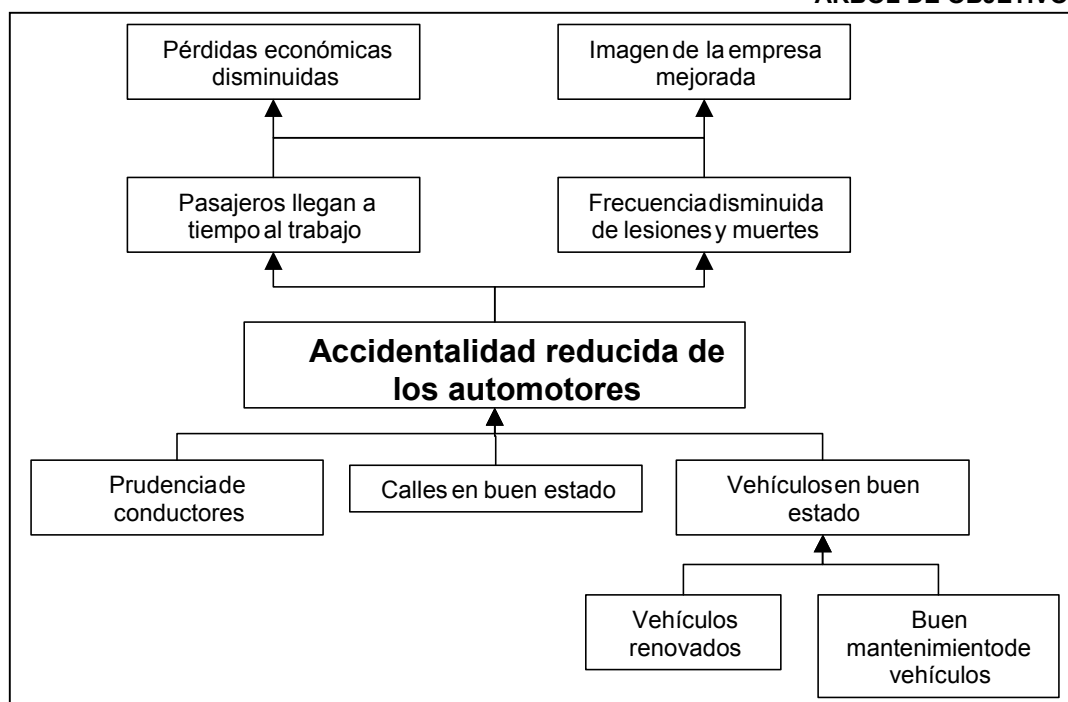 Pérdidas económicas
disminuidas
Imagen de la empresa
mejorada
Pasajeros llegan a
tiempo al trabajo
Frecuencia disminuida
de lesiones y muertes
Accidentalidad reducida de
los automotores
Prudencia de
conductores
Calles en buen estado
Vehículos en buen
estado
Vehículos
renovados
Buen
mantenimiento de
vehículos